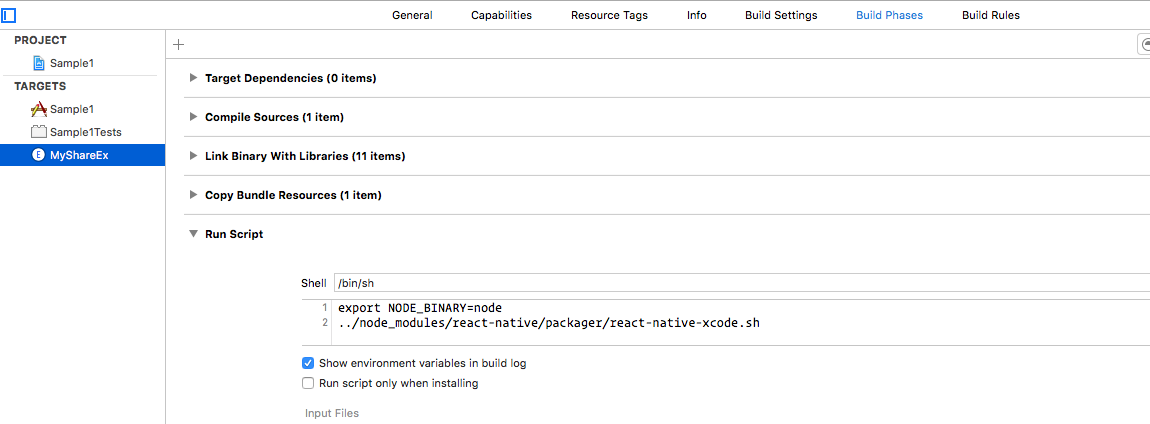 General Capabilities Resource Tags Info Build Settings Build Phases Build Rules
PROJECT
Sample1
TARGETS
Sample1
Sample1Tests
E MyShareEx
+
Target Dependencies (0 items)
Compile Sources (1 item)
Link Binary With Libraries (11 items)
Copy Bundle Resources (1 item)
Run Script
Shell /bin/sh
1 export NODE_BINARY=node
2 ../node_modules/react-native/packager/react-native-xcode.sh
Show environment variables in build log
Run script only when installing
Input Files